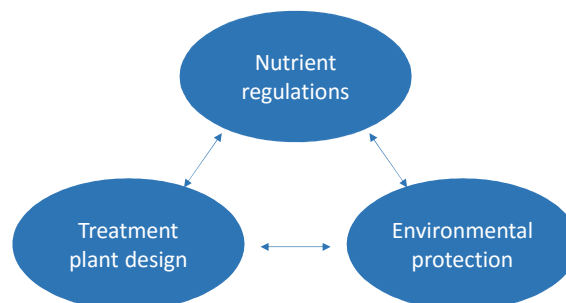 Nutrient
regulations
Treatment
plant design
Environmental
protection